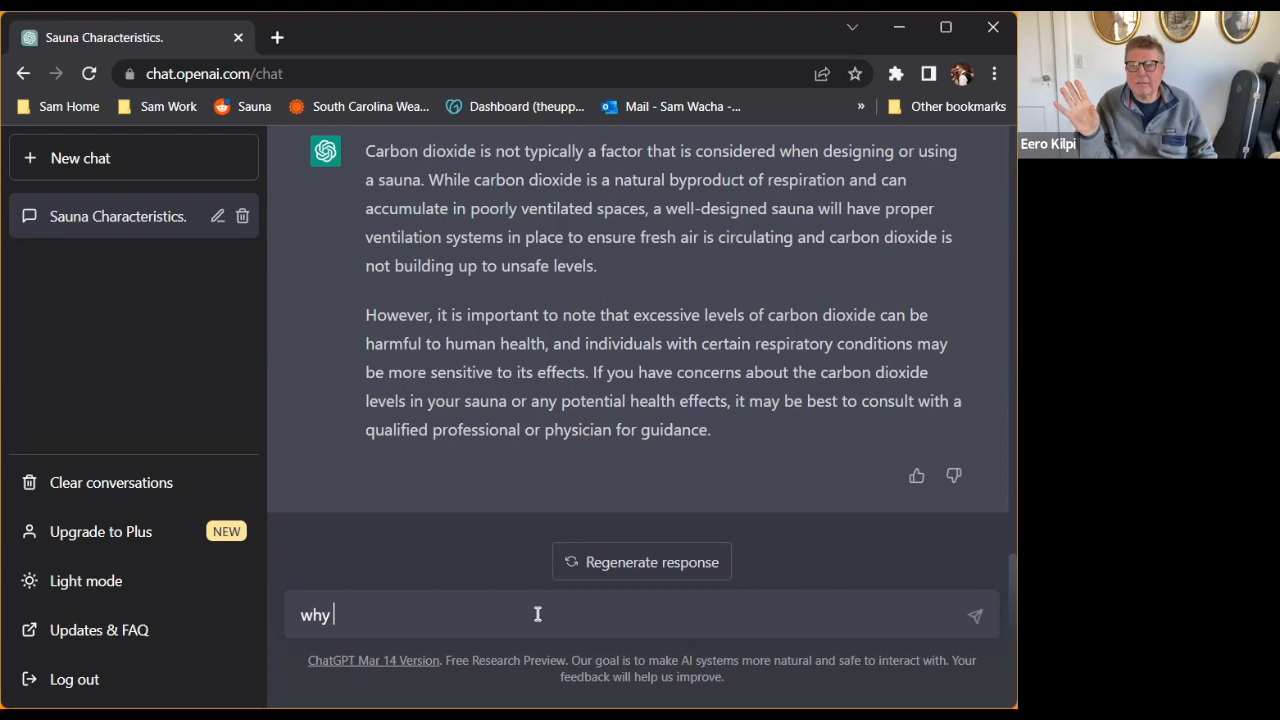 Sauna Characteristics.
chat.openai.com/chat
Sam Home
Sam Work
Sauna
South Carolina Wea...
Dashboard (theupp...
Mail - Sam Wacha -...
»
Other bookmarks
Eero Kilpi
New chat
Sauna Characteristics.
Carbon dioxide is not typically a factor that is considered when designing or using
a sauna. While carbon dioxide is a natural byproduct of respiration and can
accumulate in poorly ventilated spaces, a well-designed sauna will have proper
ventilation systems in place to ensure fresh air is circulating and carbon dioxide is
not building up to unsafe levels.
However, it is important to note that excessive levels of carbon dioxide can be
harmful to human health, and individuals with certain respiratory conditions may
be more sensitive to its effects. If you have concerns about the carbon dioxide
levels in your sauna or any potential health effects, it may be best to consult with a
qualified professional or physician for guidance.
Clear conversations
Upgrade to Plus
NEW
Light mode
Updates & FAQ
Log out
Regenerate response
why
ChatGPT Mar 14 Version. Free Research Preview. Our goal is to make AI systems more natural and safe to interact with. Your
feedback will help us improve.